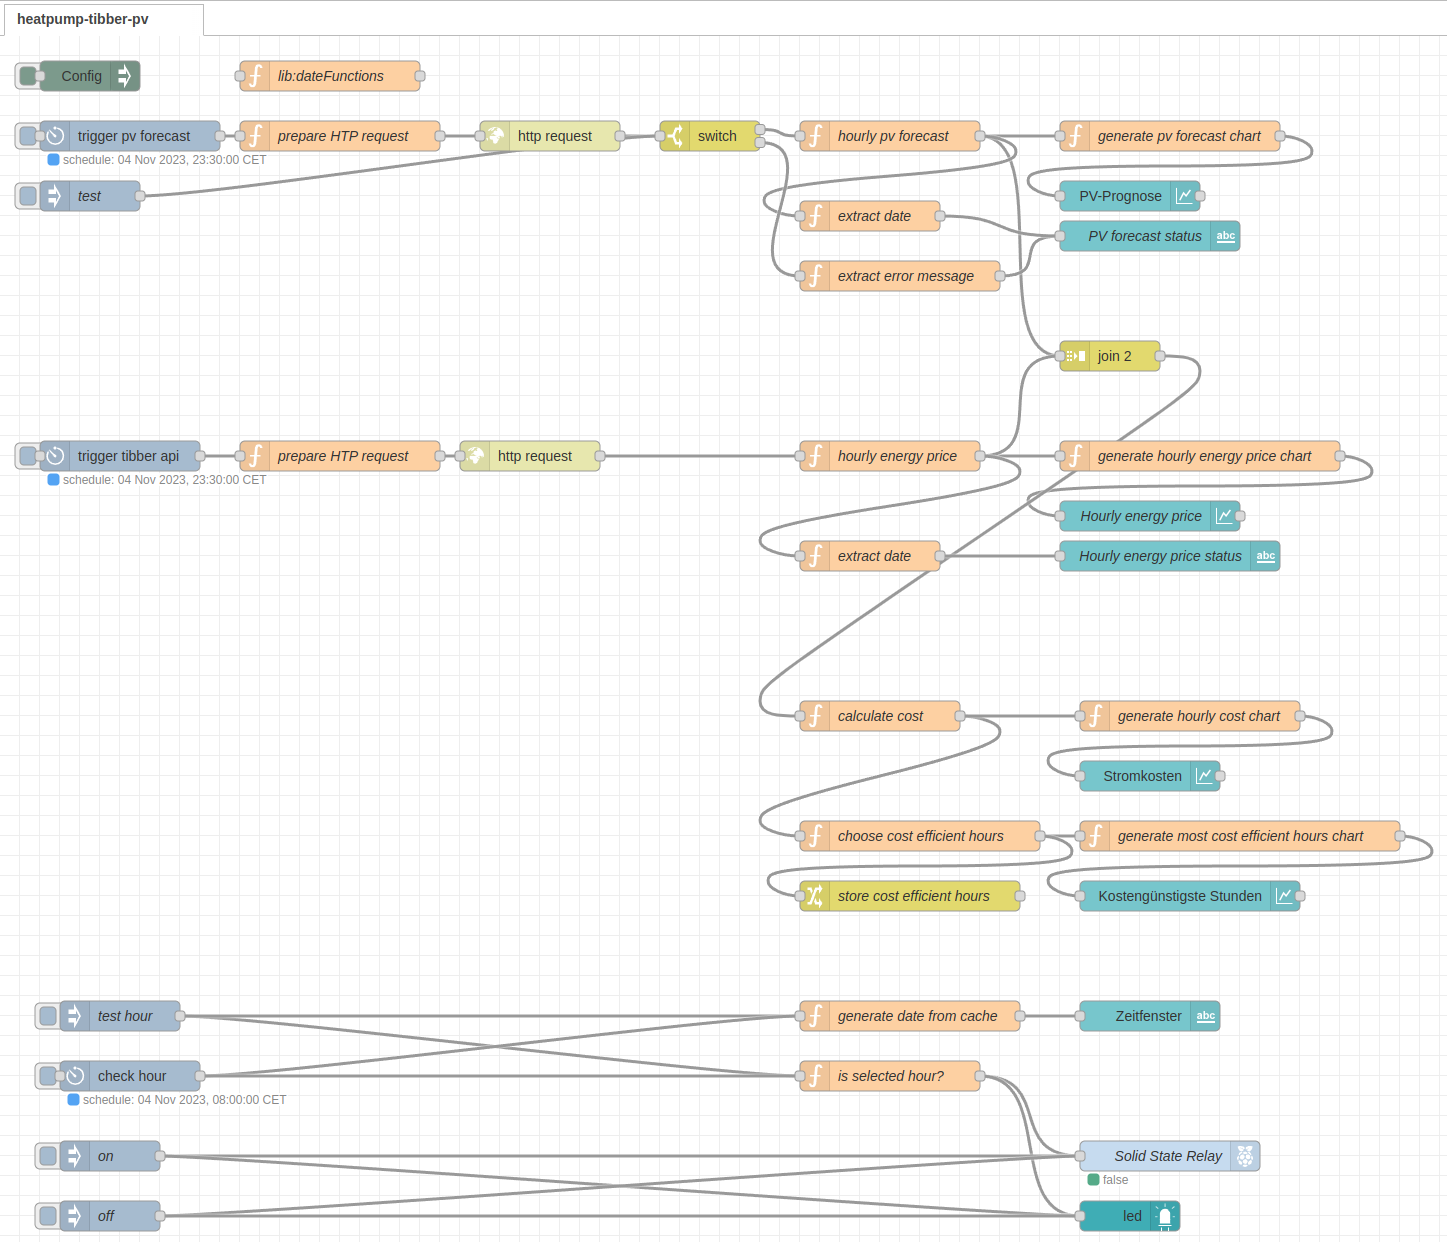 heatpump-tibber-pv
Config
lib:dateFunctions
trigger pv forecast
prepare HTP request
http request
switch
hourly pv forecast
generate pv forecast chart
schedule: 04 Nov 2023, 23:30:00 CET
test
PV-Prognose
extract date
PV forecast status
abc
extract error message
join 2
trigger tibber api
prepare HTP request
http request
hourly energy price
generate hourly energy price chart
schedule: 04 Nov 2023, 23:30:00 CET
Hourly energy price
extract date
Hourly energy price status
abc
calculate cost
generate hourly cost chart
Stromkosten
choose cost efficient hours
generate most cost efficient hours chart
store cost efficient hours
Kostengünstigste Stunden
test hour
generate date from cache
Zeitfenster
abc
check hour
is selected hour?
schedule: 04 Nov 2023, 08:00:00 CET
on
Solid State Relay
false
off
led